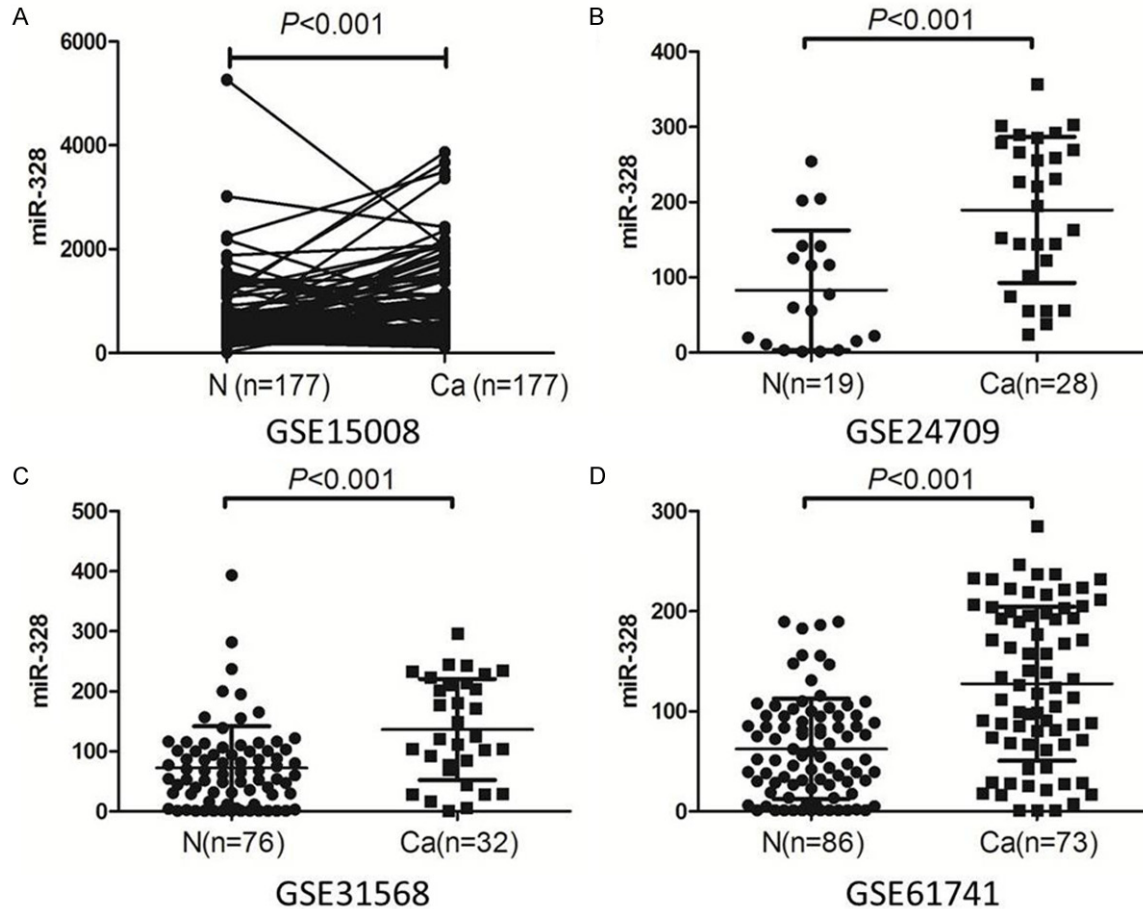 A
P<0.001
6000
4000
2000
0
miR-328
N (n=177)
Ca (n=177)
GSE15008
B
P<0.001
400
300
200
100
0
miR-328
N(n=19)
Ca(n=28)
GSE24709
C
P<0.001
500
400
300
200
100
0
miR-328
N(n=76)
Ca(n=32)
GSE31568
D
P<0.001
300
200
100
0
miR-328
N(n=86)
Ca(n=73)
GSE61741